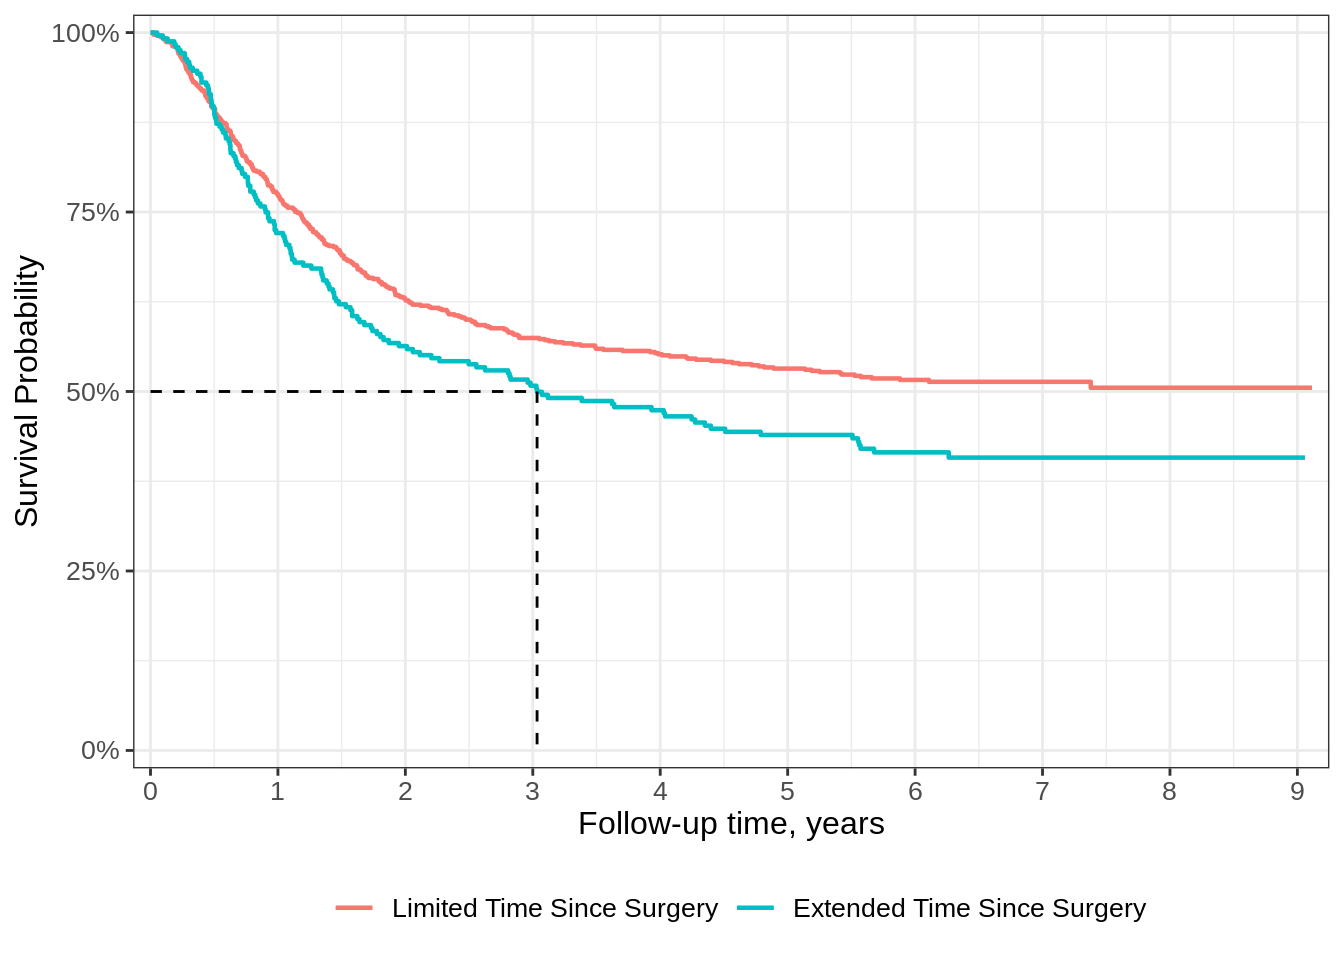 100%
75%
50%
25%
0%
Survival Probability
0 1 2 3 4 5 6 7 8 9
Follow-up time, years
Limited Time Since Surgery Extended Time Since Surgery